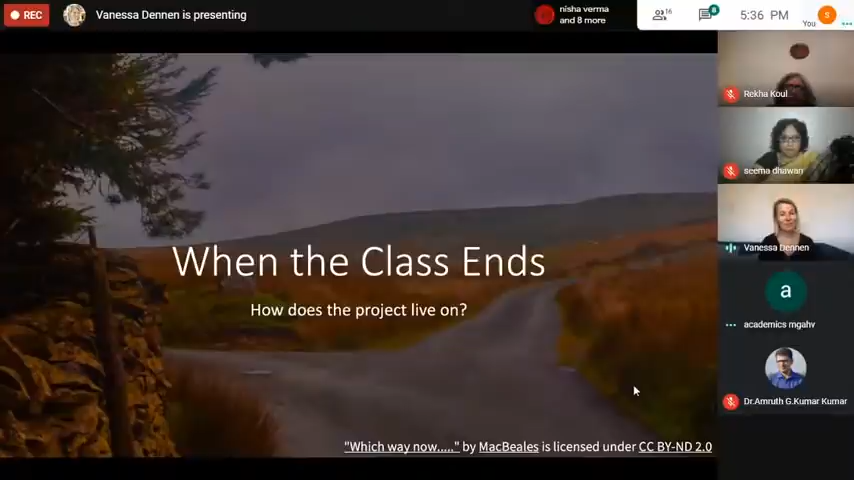 REC
Vanessa Dennen is presenting
nisha verma
and 8 more
16
8
5:36 PM
You
S
Rekha Koul
seema dhawan
Vanessa Dennen
a
academics mgahv
Dr.Amruth G.Kumar Kumar
When the Class Ends
How does the project live on?
"Which way now....." by MacBeales is licensed under CC BY-ND 2.0